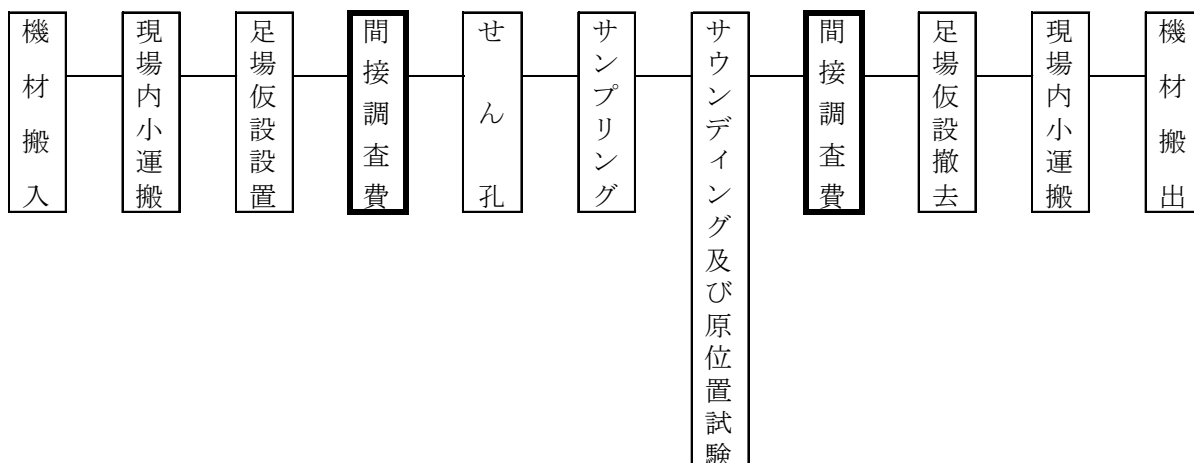 機材搬入
現場内小運搬
足場仮設設置
間接調査費
せん孔
サンプリング
サウンディング及び原位置試験
間接調査費
足場仮設撤去
現場内小運搬
機材搬出